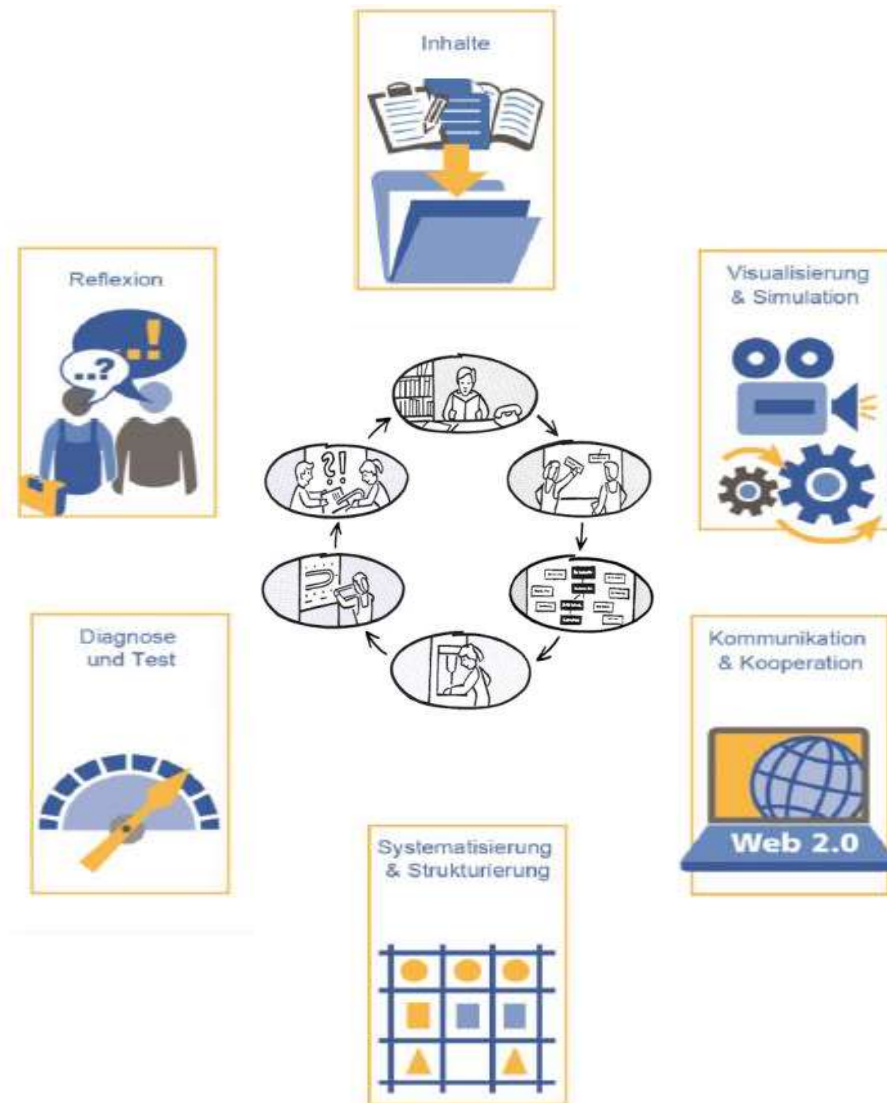 Inhalte
Visualisierung
& Simulation
Kommunikation
& Kooperation
Web 2.0
Systematisierung
& Strukturierung
Diagnose
und Test
Reflexion
..?
..!
?!